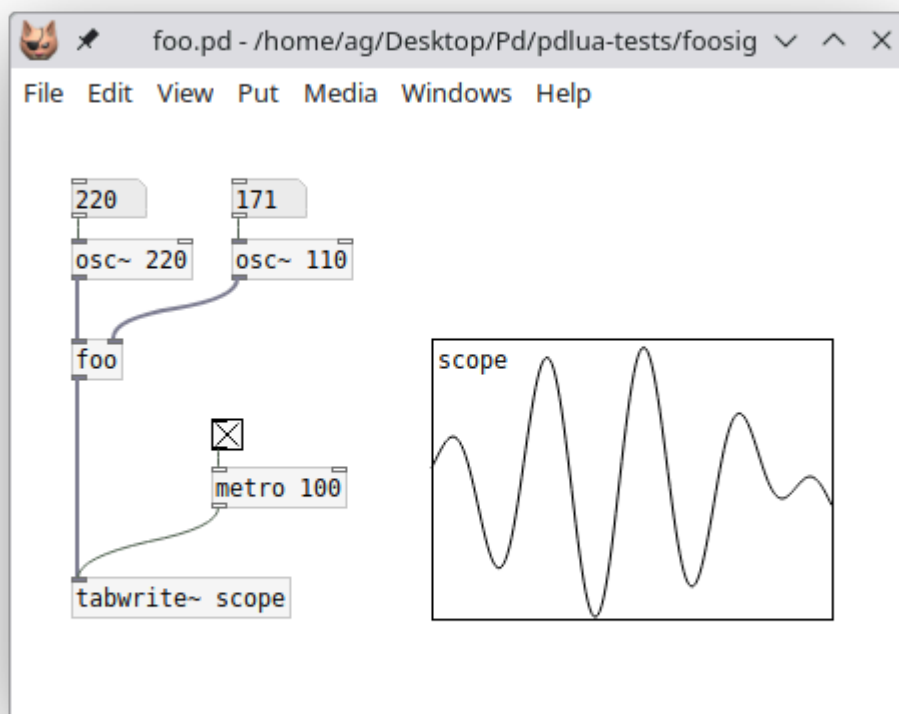 foo.pd - /home/ag/Desktop/Pd/pdlua-tests/foosig
File Edit View Put Media Windows Help
220 171
osc~ 220 osc~ 110
foo
scope
metro 100
tabwrite~ scope